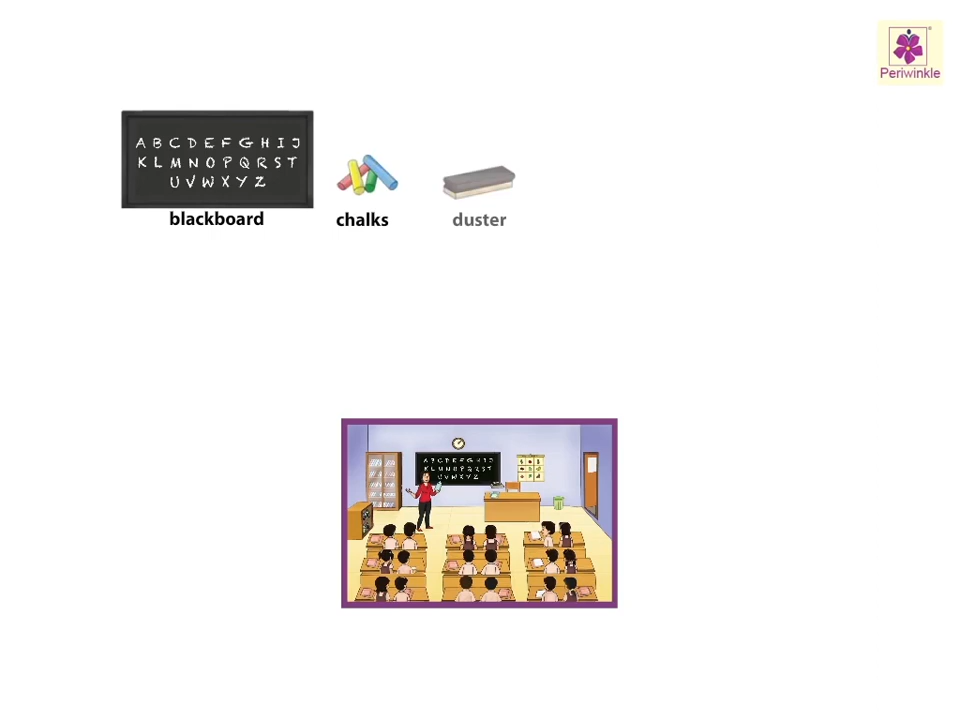 Periwinkle
A B C D E F G H I J
K L M N O P Q R S T
U V W X Y Z
blackboard
chalks
duster
A B C D E F G H I J
K L M N O P Q R S T
U V W X Y Z